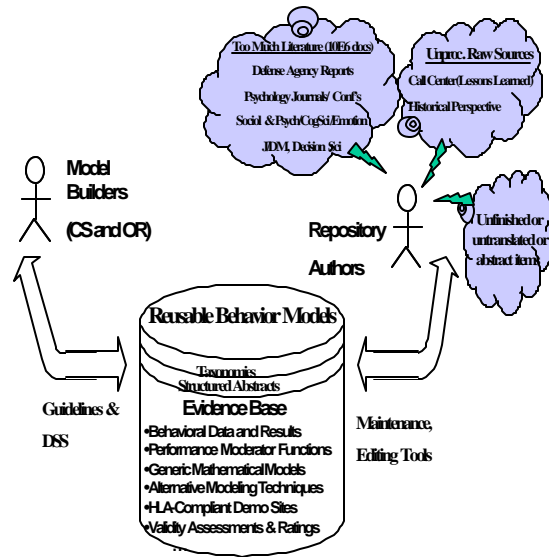 Too Much Literature (10E6 docs)
Defense Agency Reports
Psychology Journals/ Conf's
Sociol & Psych/CogSci/Emotion
J/DM, Decision Sci
Unproc. Raw Sources
Call Center(Lessons Learned)
Historical Perspective
Model
Builders
(CS and OR)
Repository
Authors
Unfinished or
untranslated or
abstract items
Reusable Behavior Models
Taxonomies
Structured Abstracts
Evidence Base
•Behavioral Data and Results
•Performance Moderator Functions
•Generic Mathematical Models
•Alternative Modeling Techniques
•HLA-Compliant Demo Sites
•Validity Assessments & Ratings
…
Guidelines &
DSS
Maintenance,
Editing Tools